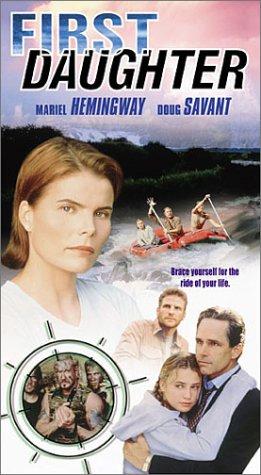 FIRST
DAUGHTER
MARIEL HEMINGWAY DOUG SAVANT
Brace yourself for the
ride of your life.